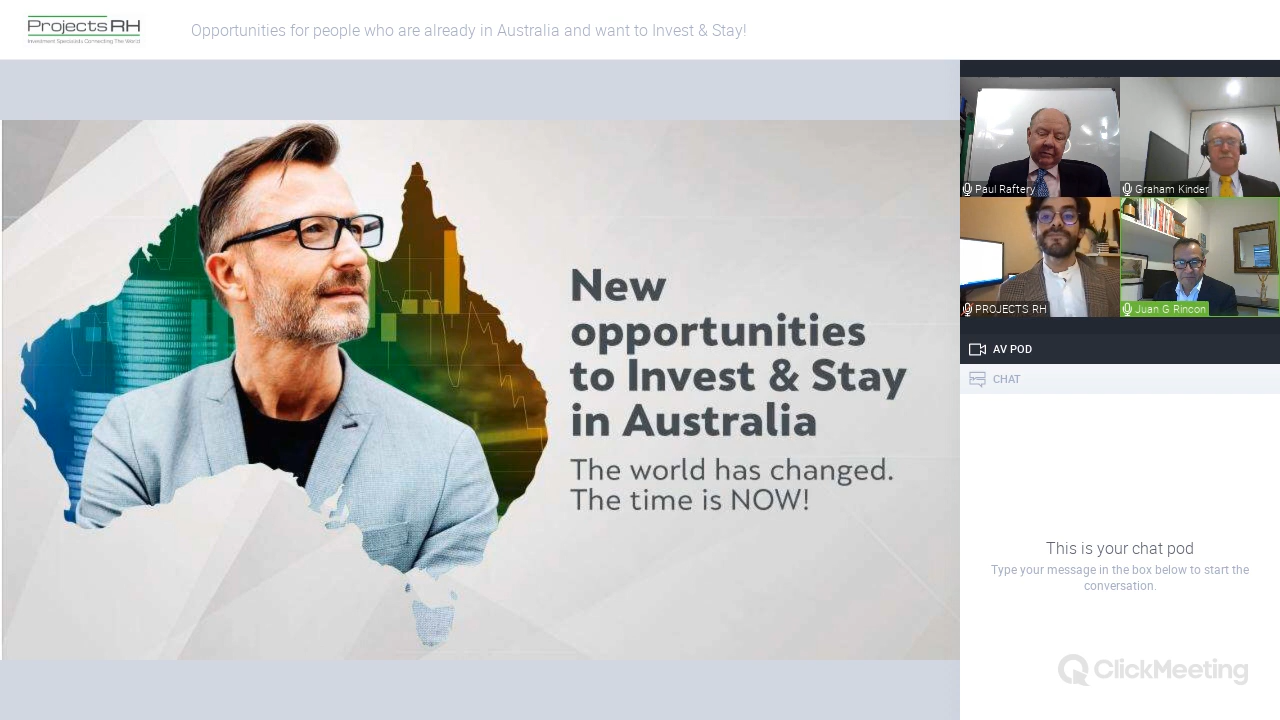 Projects RH
Investment Specialists Connecting The World
Opportunities for people who are already in Australia and want to Invest & Stay!
New
opportunities
to Invest & Stay
in Australia
The world has changed.
The time is NOW!
Paul Raftery
Graham Kinder
PROJECTS RH
Juan G Rincon
AV POD
CHAT
This is your chat pod
Type your message in the box below to start the
conversation.
ClickMeeting